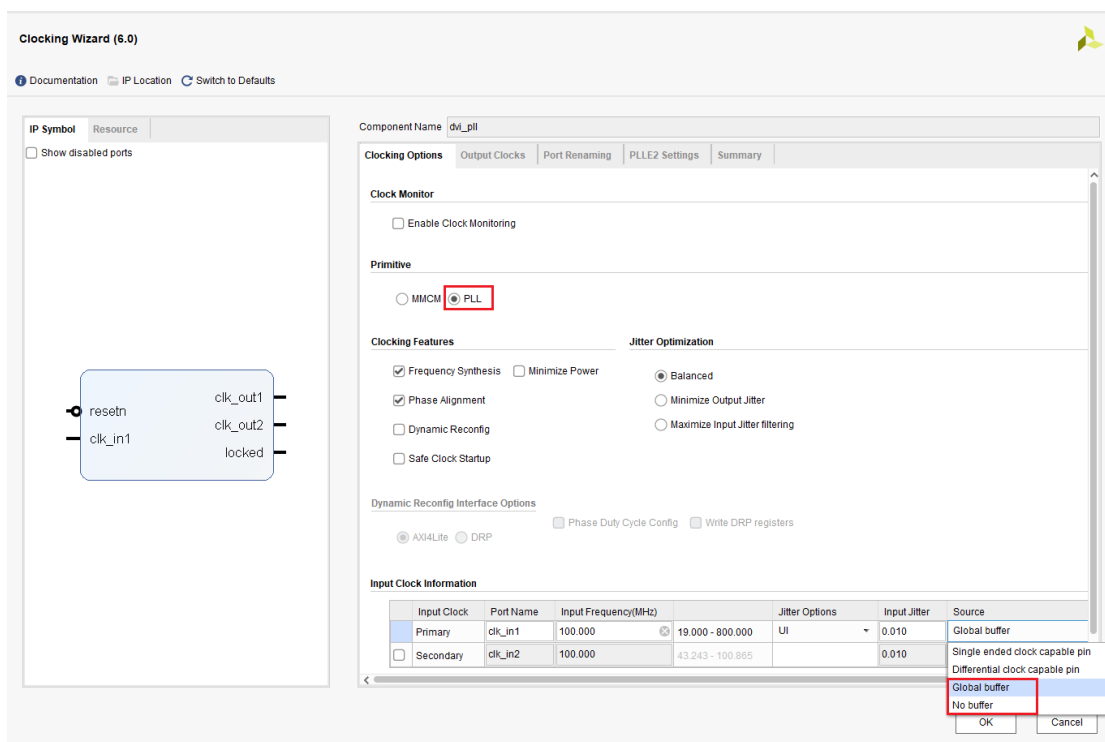 Clocking Wizard (6.0)
Documentation IP Location Switch to Defaults
IP Symbol Resource
Show disabled ports
resetn
clk_in1
clk_out1
clk_out2
locked
Component Name dvi_pll
Clocking Options Output Clocks Port Renaming PLLE2 Settings Summary
Clock Monitor
Enable Clock Monitoring
Primitive
MMCM PLL
Clocking Features Jitter Optimization
Frequency Synthesis Minimize Power Balanced
Phase Alignment Minimize Output Jitter
Dynamic Reconfig Maximize Input Jitter filtering
Safe Clock Startup
Dynamic Reconfig Interface Options
Phase Duty Cycle Config Write DRP registers
AXI4Lite DRP
Input Clock Information
Input Clock Port Name Input Frequency(MHz) Jitter Options Input Jitter Source
Primary clk_in1 100.000 19.000 - 800.000 UI 0.010 Global buffer
Secondary clk_in2 100.000 43.243 - 100.865 0.010
Single ended clock capable pin
Differential clock capable pin
Global buffer
No buffer
OK Cancel